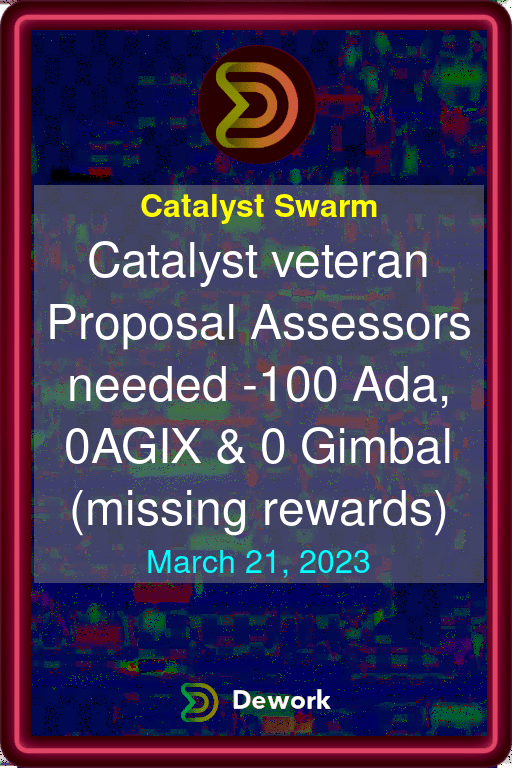 Catalyst Swarm
Catalyst veteran
Proposal Assessors
needed -100 Ada,
0AGIX & 0 Gimbal
(missing rewards)
March 21, 2023
Dework